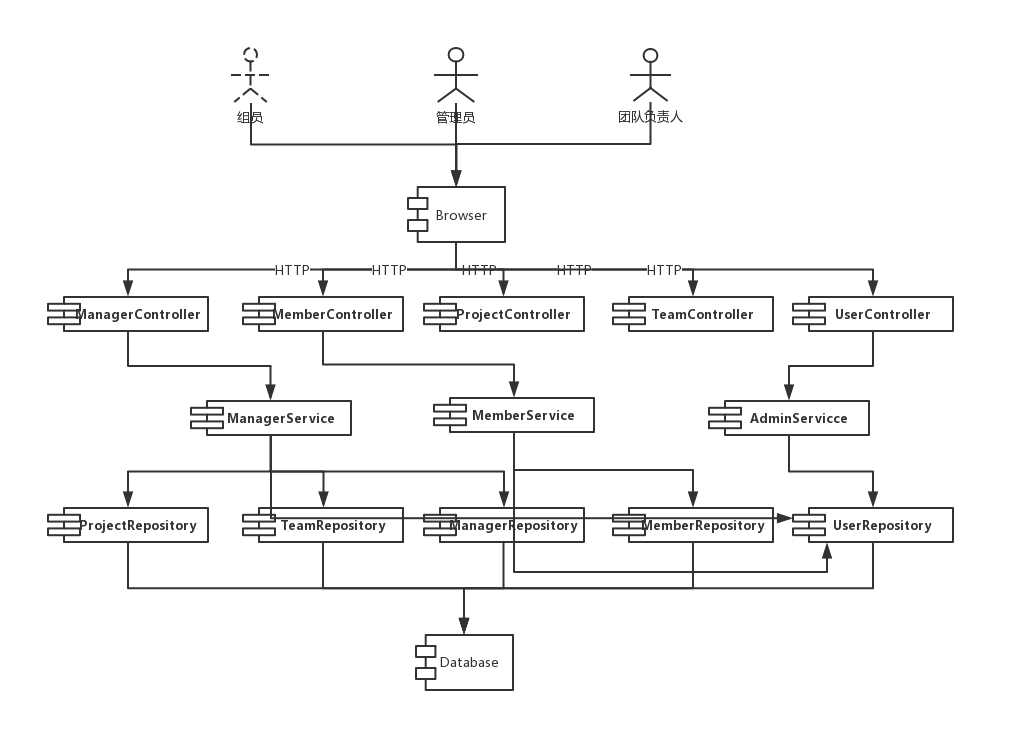 组员
管理员
团队负责人
Browser
HTTP
HTTP
HTTP
HTTP
HTTP
ManagerController
MemberController
ProjectController
TeamController
UserController
ManagerService
MemberService
AdminServicce
ProjectRepository
TeamRepository
ManagerRepository
MemberRepository
UserRepository
Database